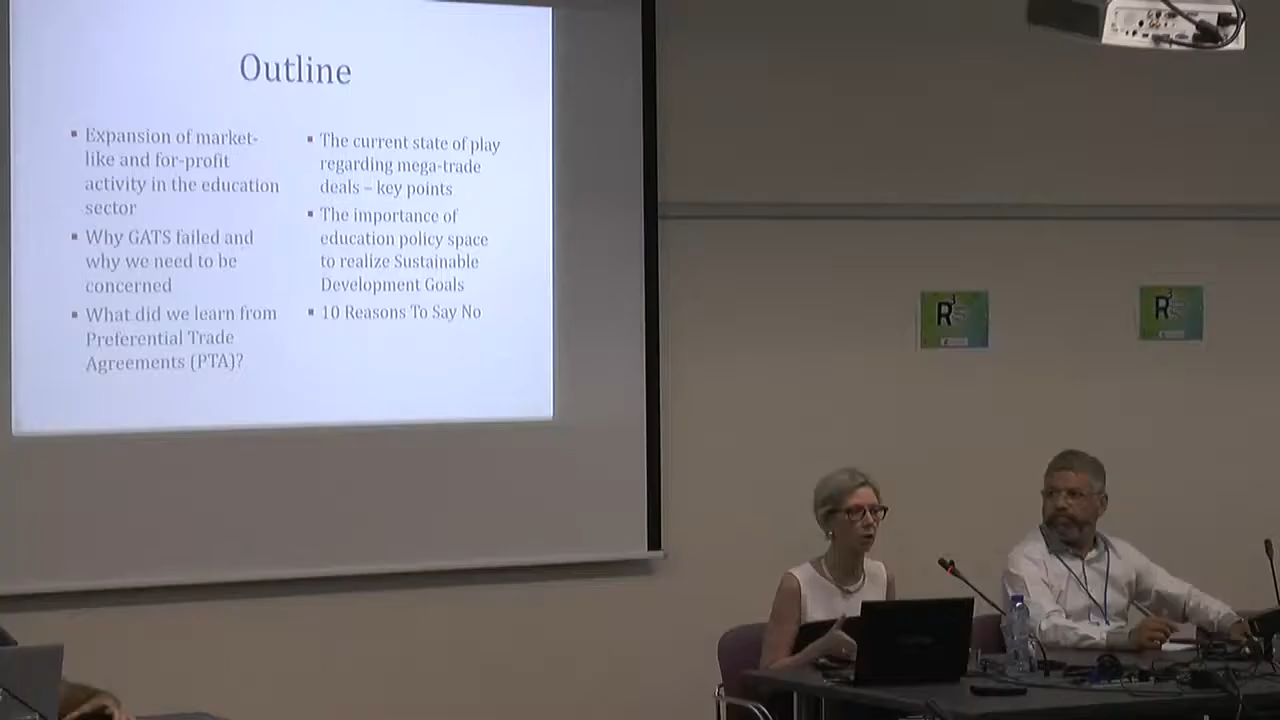 Outline
Expansion of market-
like and for-profit
activity in the education
sector
Why GATS failed and
why we need to be
concerned
What did we learn from
Preferential Trade
Agreements (PTA)?
The current state of play
regarding mega-trade
deals – key points
The importance of
education policy space
to realize Sustainable
Development Goals
10 Reasons To Say No
R3
R3